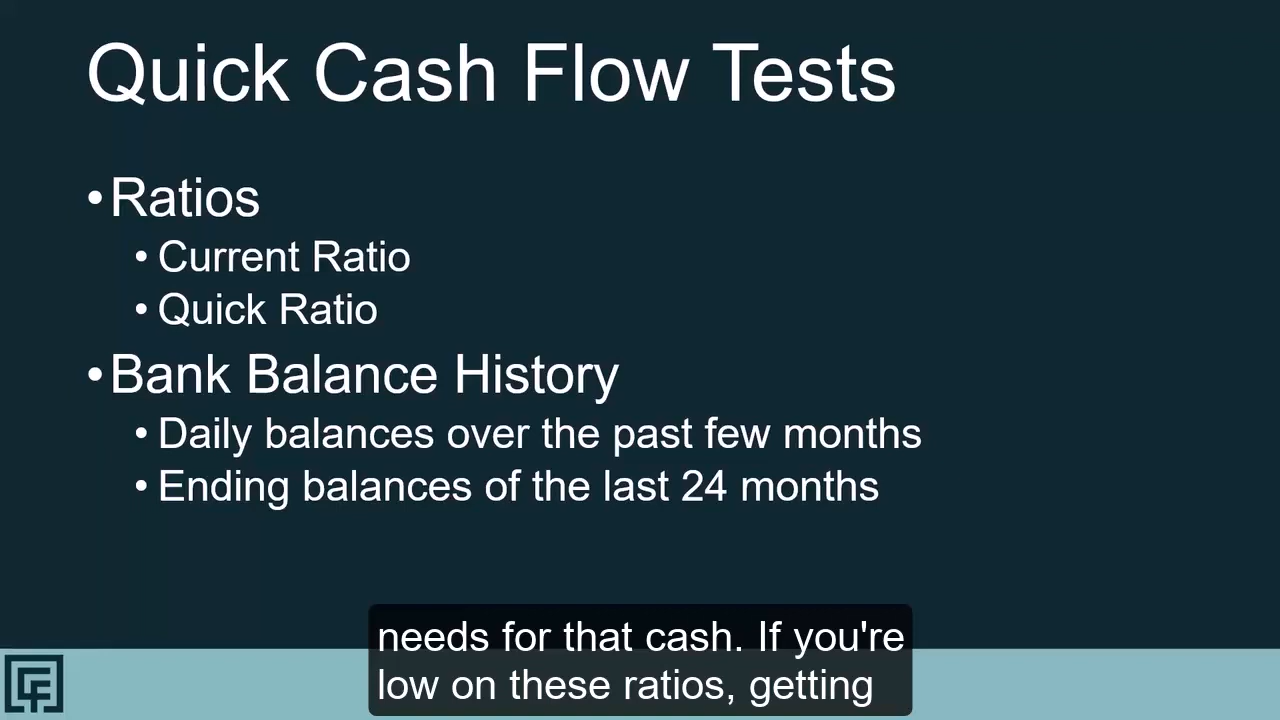 Quick Cash Flow Tests
•Ratios
•Current Ratio
•Quick Ratio
•Bank Balance History
•Daily balances over the past few months
•Ending balances of the last 24 months
needs for that cash. If you're
low on these ratios, getting